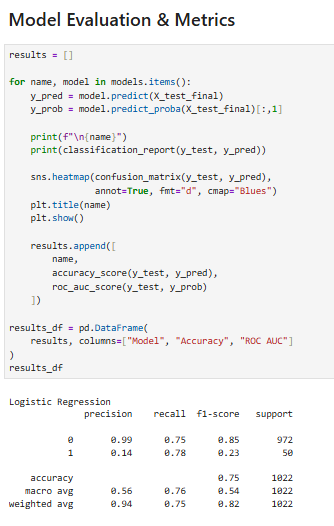 Model Evaluation & Metrics
results = []
for name, model in models.items():
    y_pred = model.predict(X_test_final)
    y_prob = model.predict_proba(X_test_final)[:,1]
    print(f"\n{name}")
    print(classification_report(y_test, y_pred))
    sns.heatmap(confusion_matrix(y_test, y_pred),
                annot=True, fmt="d", cmap="Blues")
    plt.title(name)
    plt.show()
    results.append([
        name,
        accuracy_score(y_test, y_pred),
        roc_auc_score(y_test, y_prob)
    ])
results_df = pd.DataFrame(
    results, columns=["Model", "Accuracy", "ROC AUC"]
)
results_df
Logistic Regression
              precision    recall  f1-score   support
           0       0.99      0.75      0.85       972
           1       0.14      0.78      0.23        50
    accuracy                           0.75      1022
   macro avg       0.56      0.76      0.54      1022
weighted avg       0.94      0.75      0.82      1022